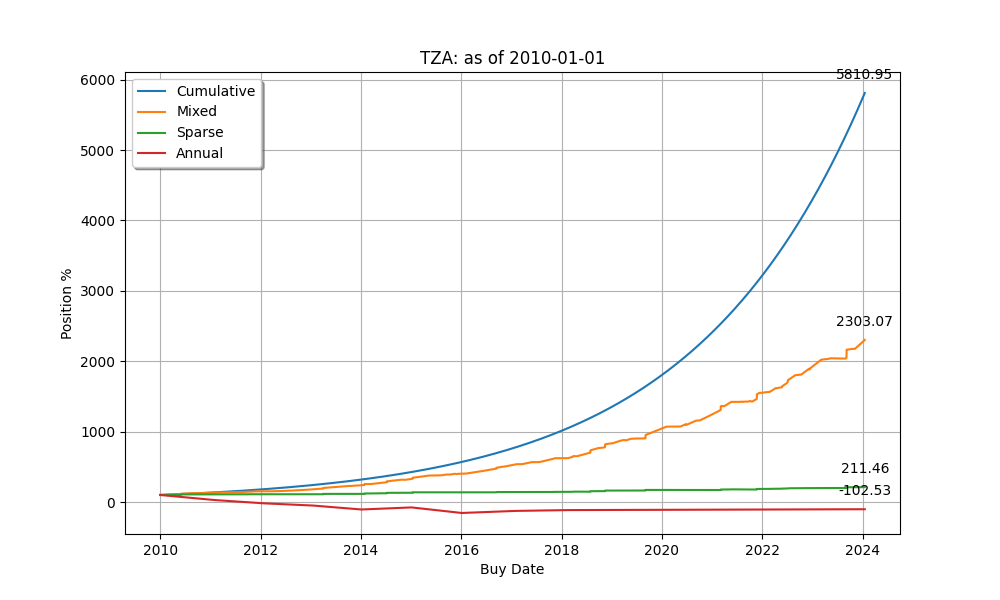 TZA: as of 2010-01-01
5810.95
6000
Cumulative
Mixed
Sparse
Annual
5000
4000
3000
2303.07
2000
1000
211.46
-102.53
0
Position %
2010 2012 2014 2016 2018 2020 2022 2024
Buy Date